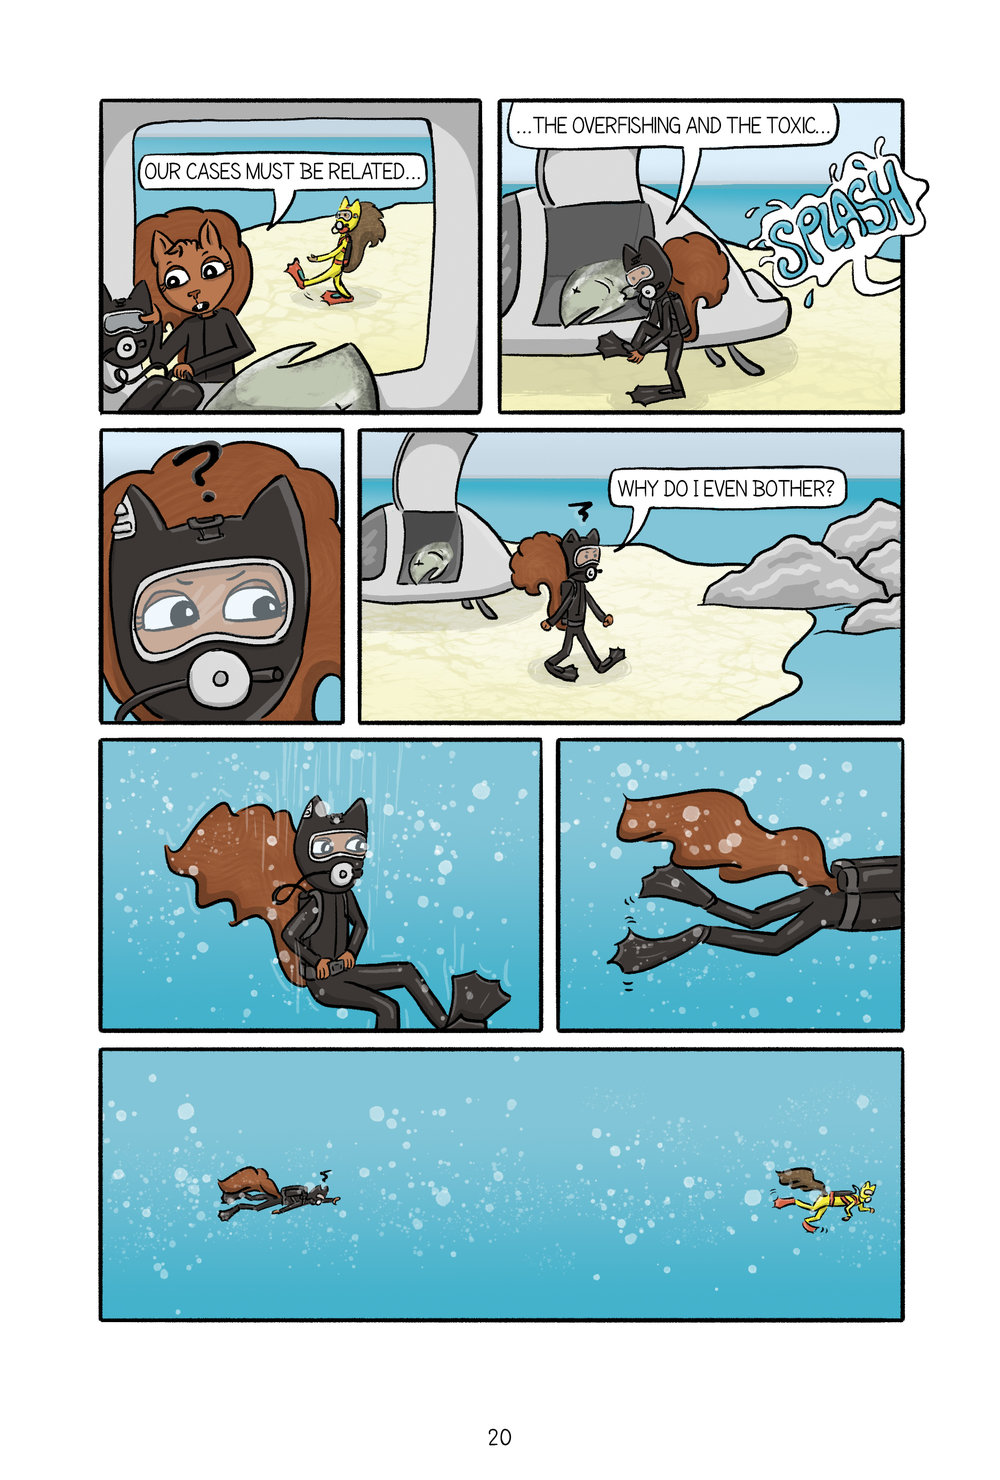 OUR CASES MUST BE RELATED...
...THE OVERFISHING AND THE TOXIC...
SPLASH
?
WHY DO I EVEN BOTHER?
20